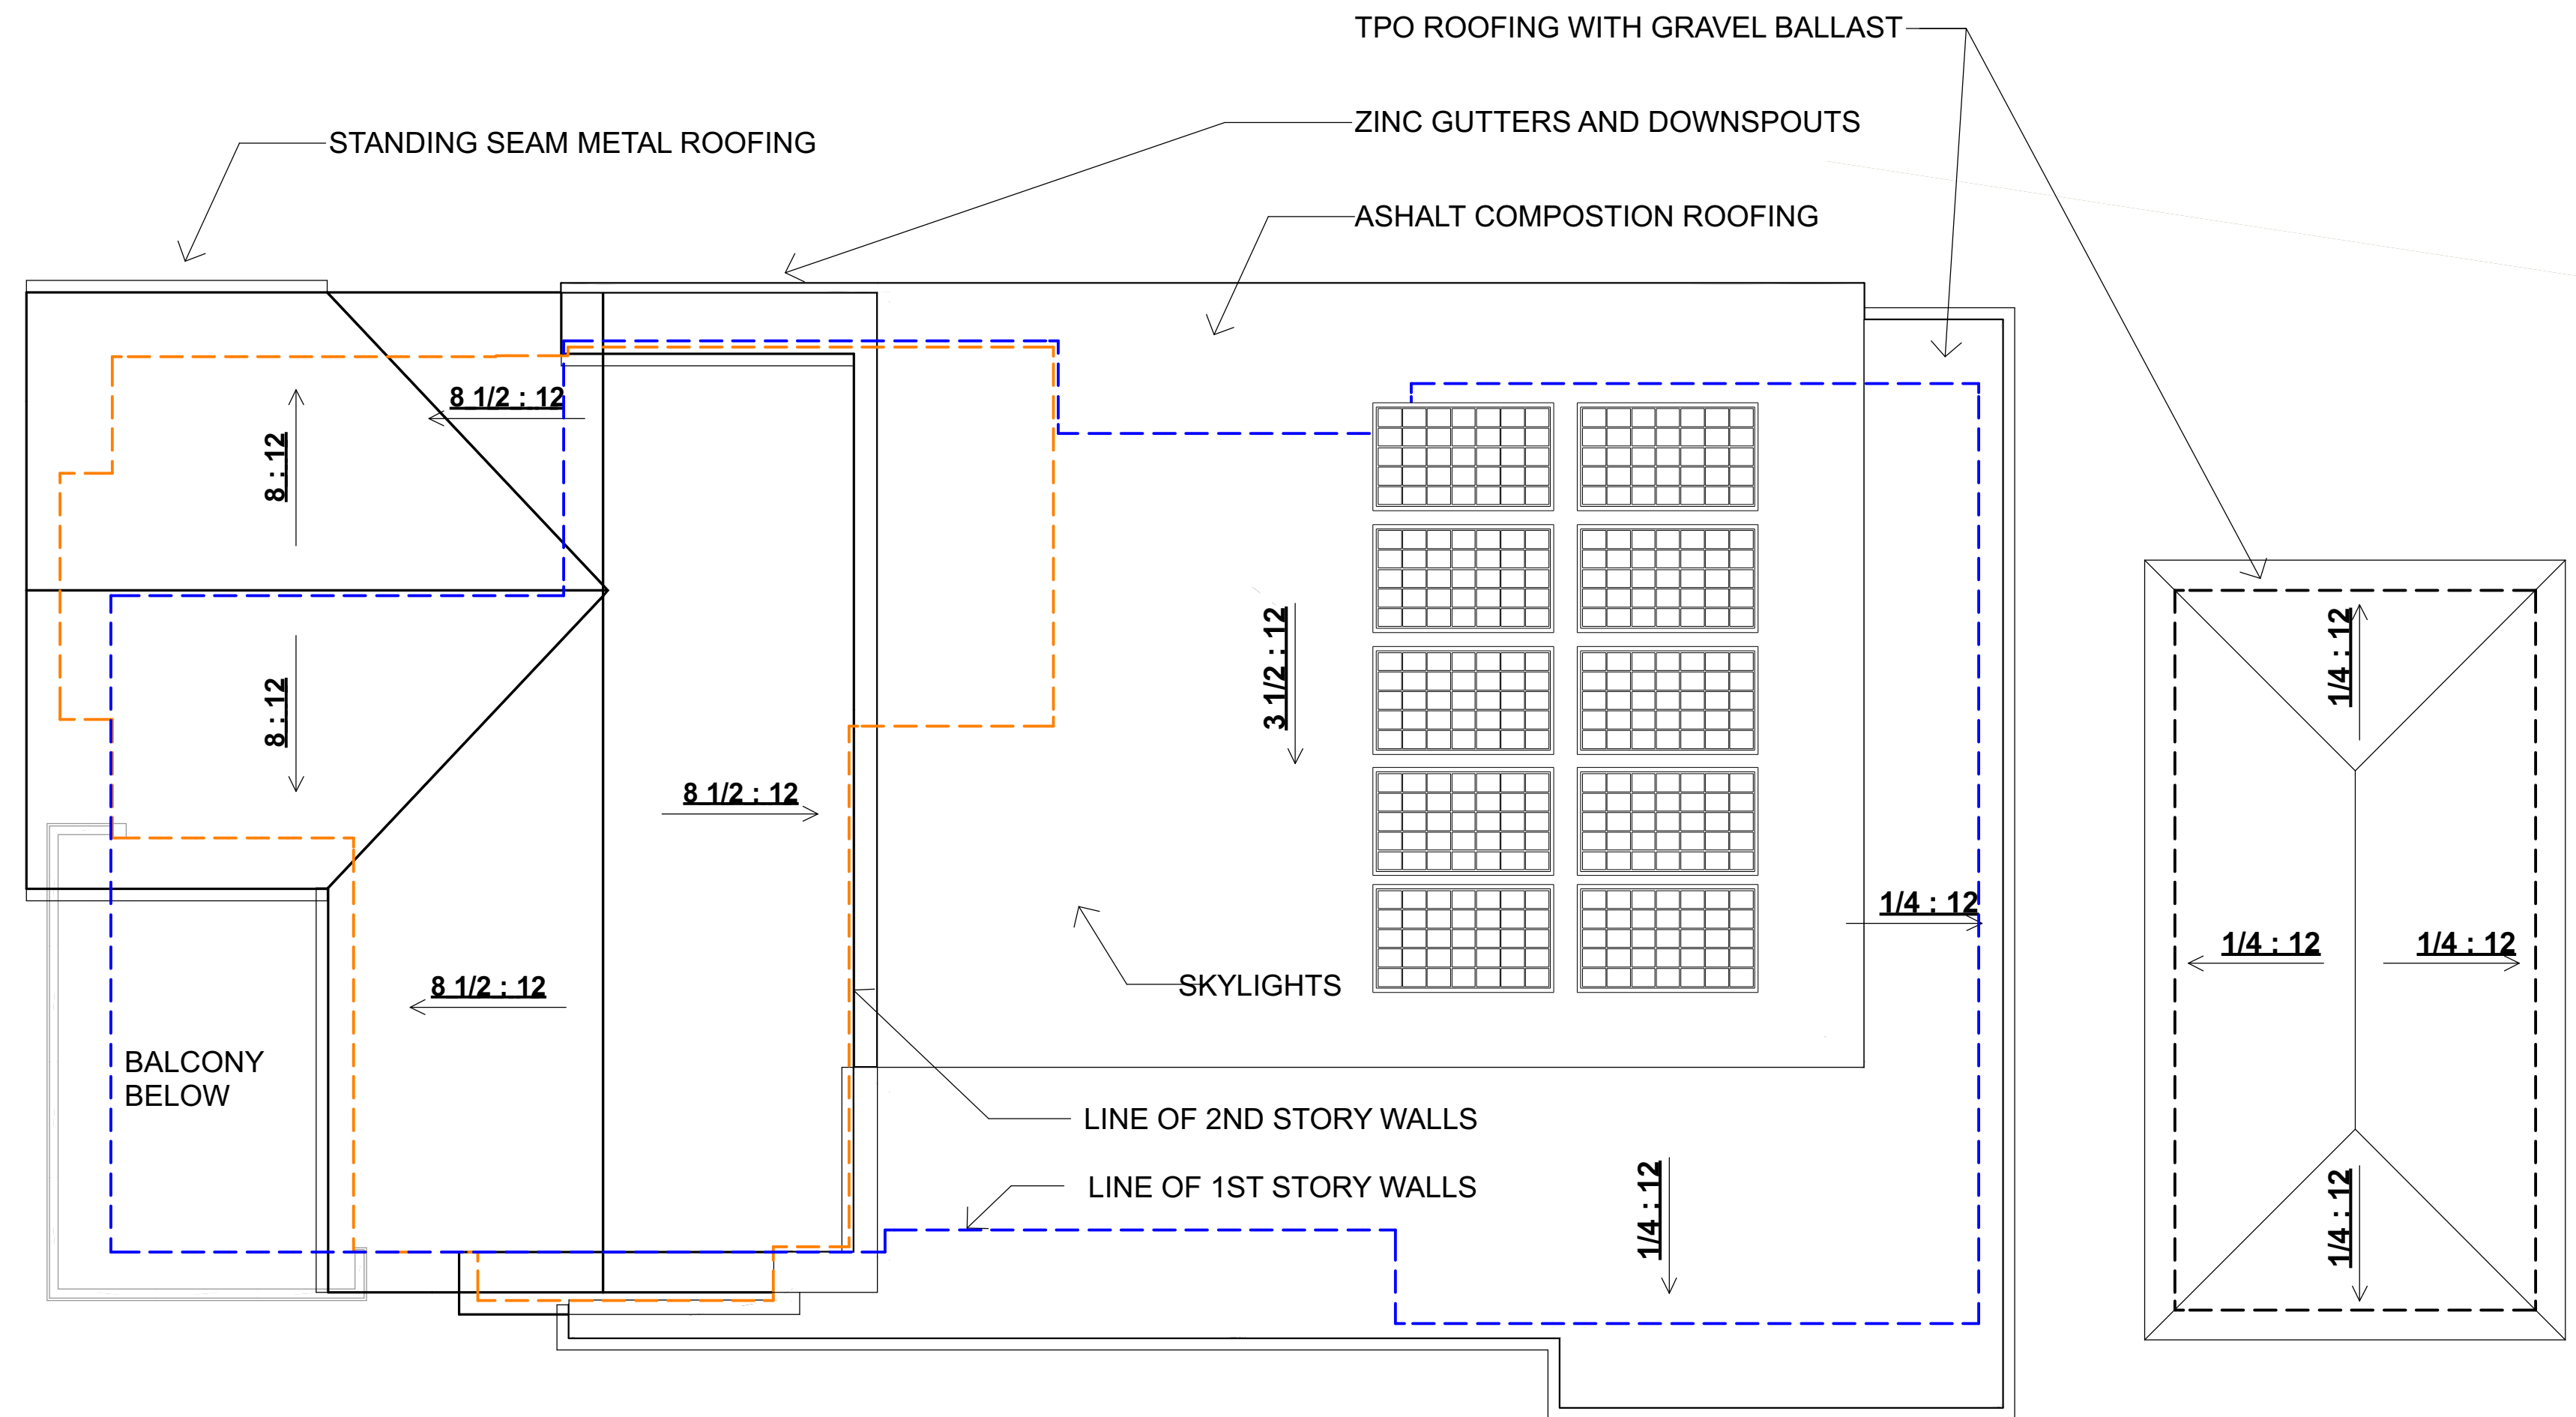 TPO ROOFING WITH GRAVEL BALLAST
ZINC GUTTERS AND DOWNSPOUTS
STANDING SEAM METAL ROOFING
ASHALT COMPOSTION ROOFING
8 1/2 : 12
8 : 12
8 : 12
8 1/2 : 12
3 1/2 : 12
1/4 : 12
1/4 : 12
1/4 : 12
1/4 : 12
8 1/2 : 12
SKYLIGHTS
BALCONY
BELOW
LINE OF 2ND STORY WALLS
LINE OF 1ST STORY WALLS
1/4 : 12
1/4 : 12